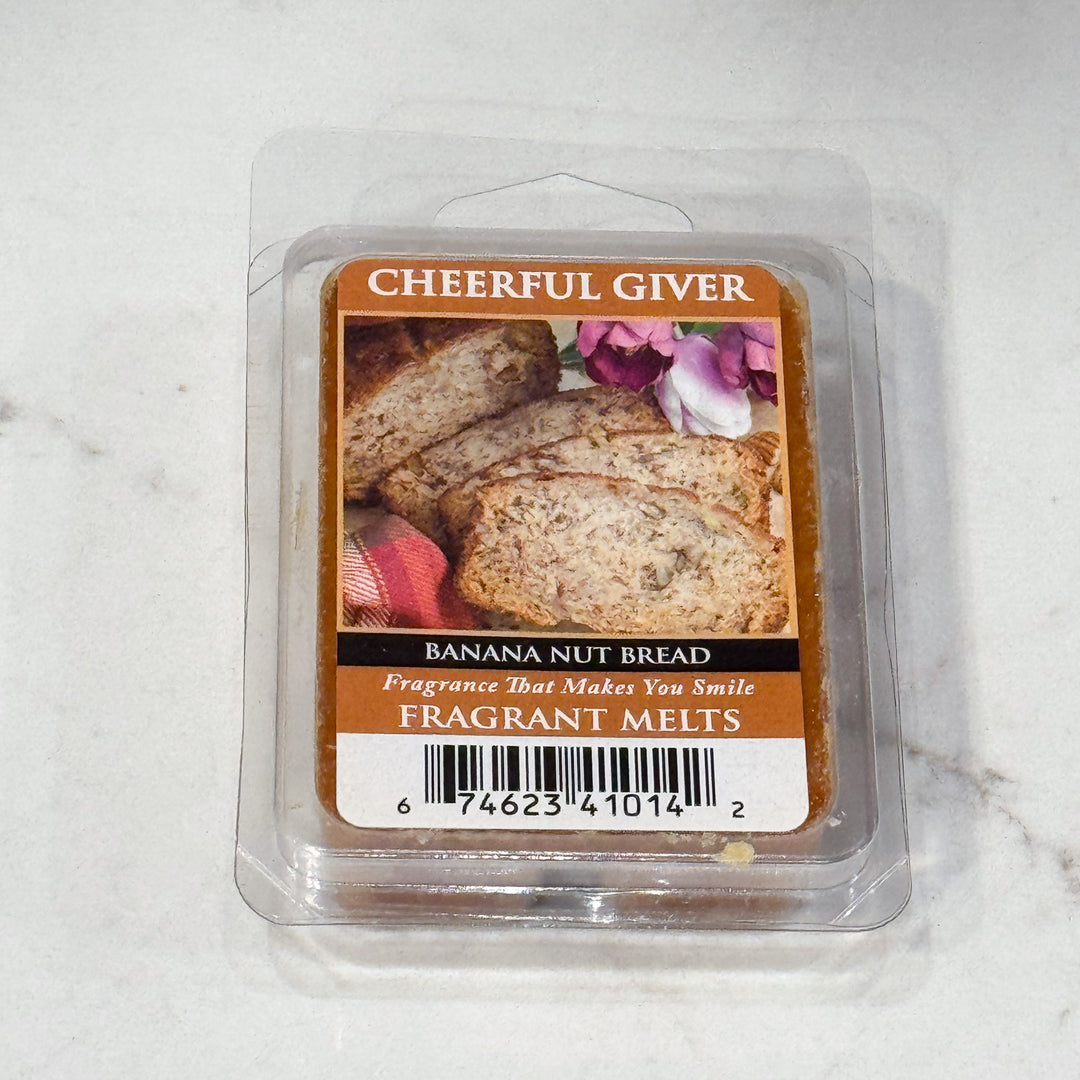 CHEERFUL GIVER
BANANA NUT BREAD
Fragrance That Makes You Smile
FRAGRANT MELTS
6 74623 41014 2